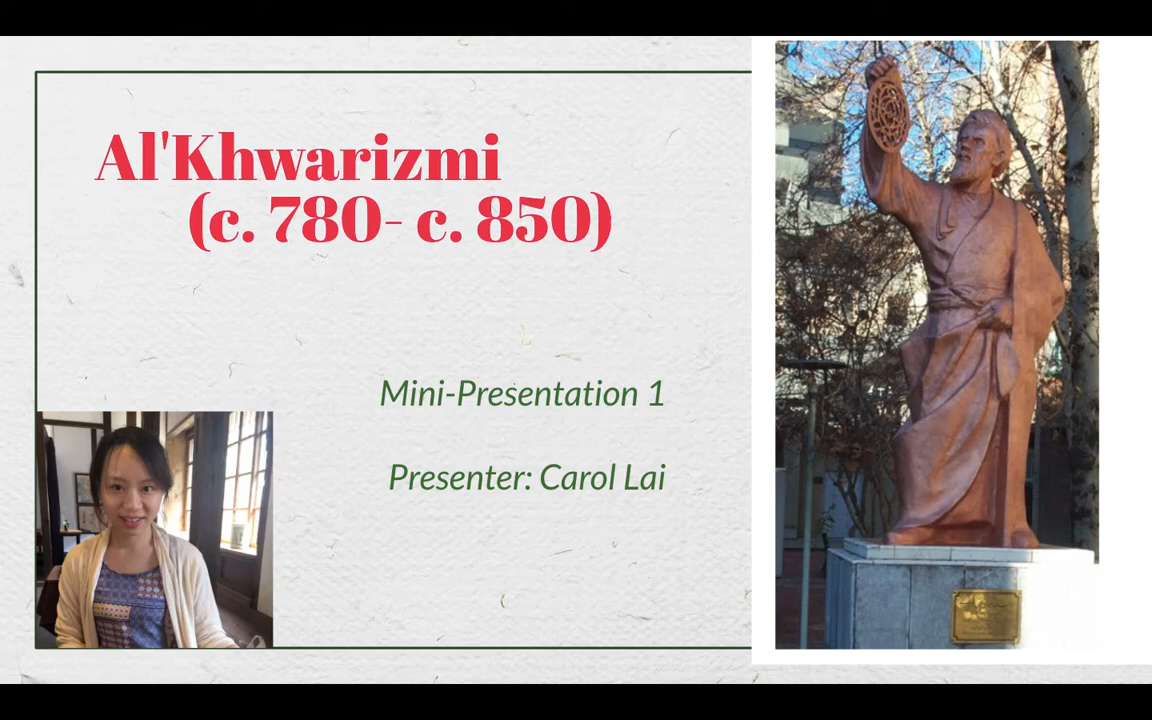 Al'Khwarizmi
(c. 780- c. 850)
Mini-Presentation 1
Presenter: Carol Lai